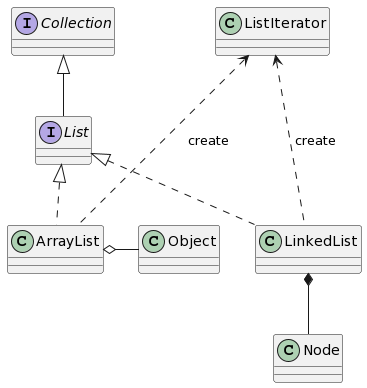 I Collection
C ListIterator
create
create
I List
C ArrayList
C Object
C LinkedList
C Node